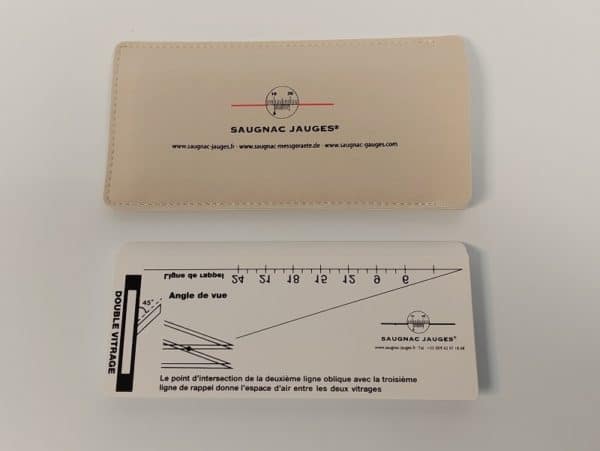 18 20
SAUGNAC JAUGES®
www.saugnac-jauges.fr · www.saugnac-messgeraete.de · www.saugnac-gauges.com
DOUBLE VITRAGE
Ligne de rappel
24 21 18 15 12 9 6
45°
Angle de vue
SAUGNAC JAUGES®
Le point d'intersection de la deuxième ligne oblique avec la troisième
ligne de rappel donne l'espace d'air entre les deux vitrages